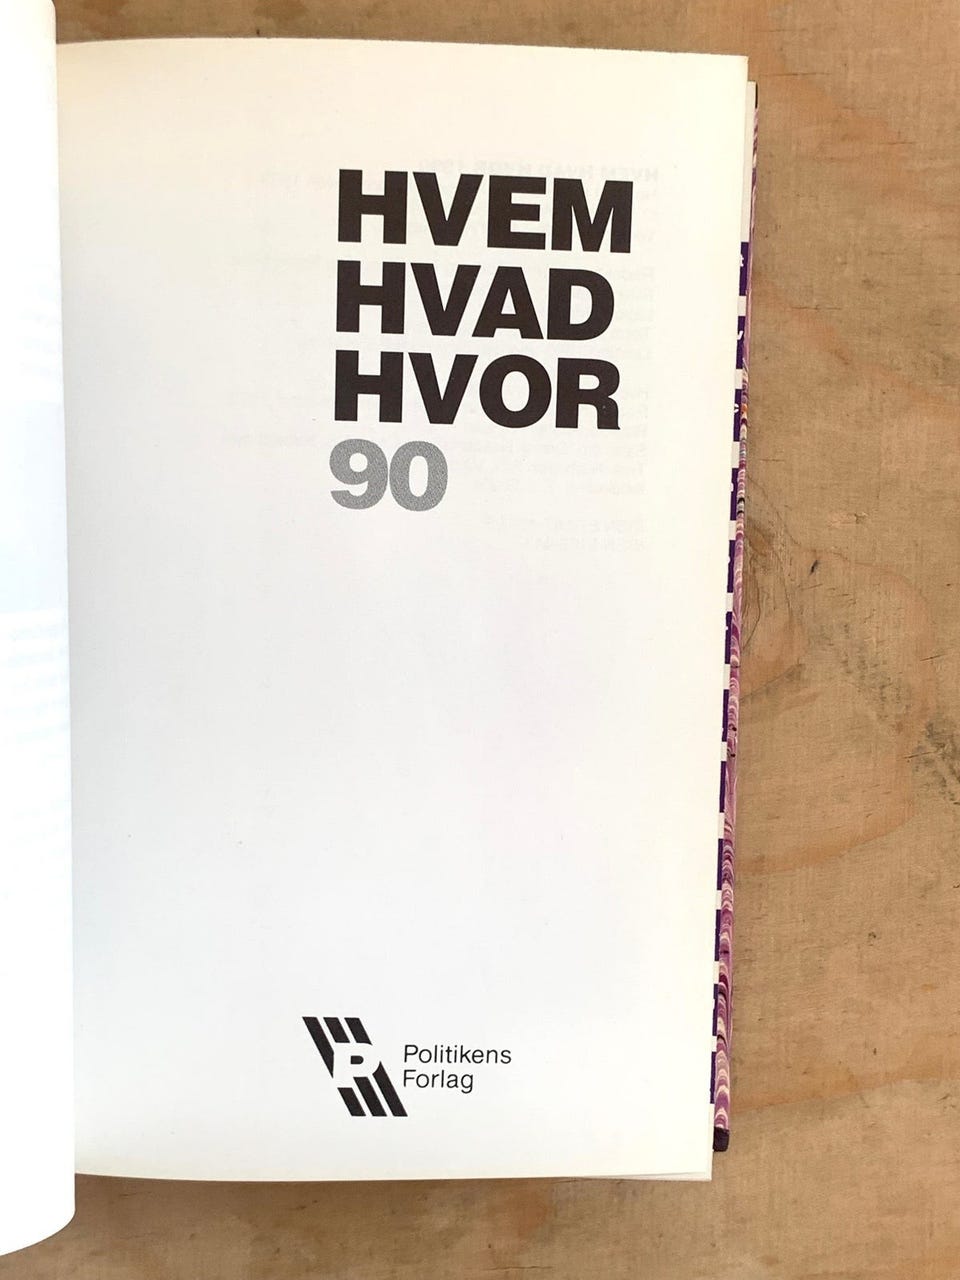 HVEM
HVAD
HVOR
90
P
Politikens
Forlag